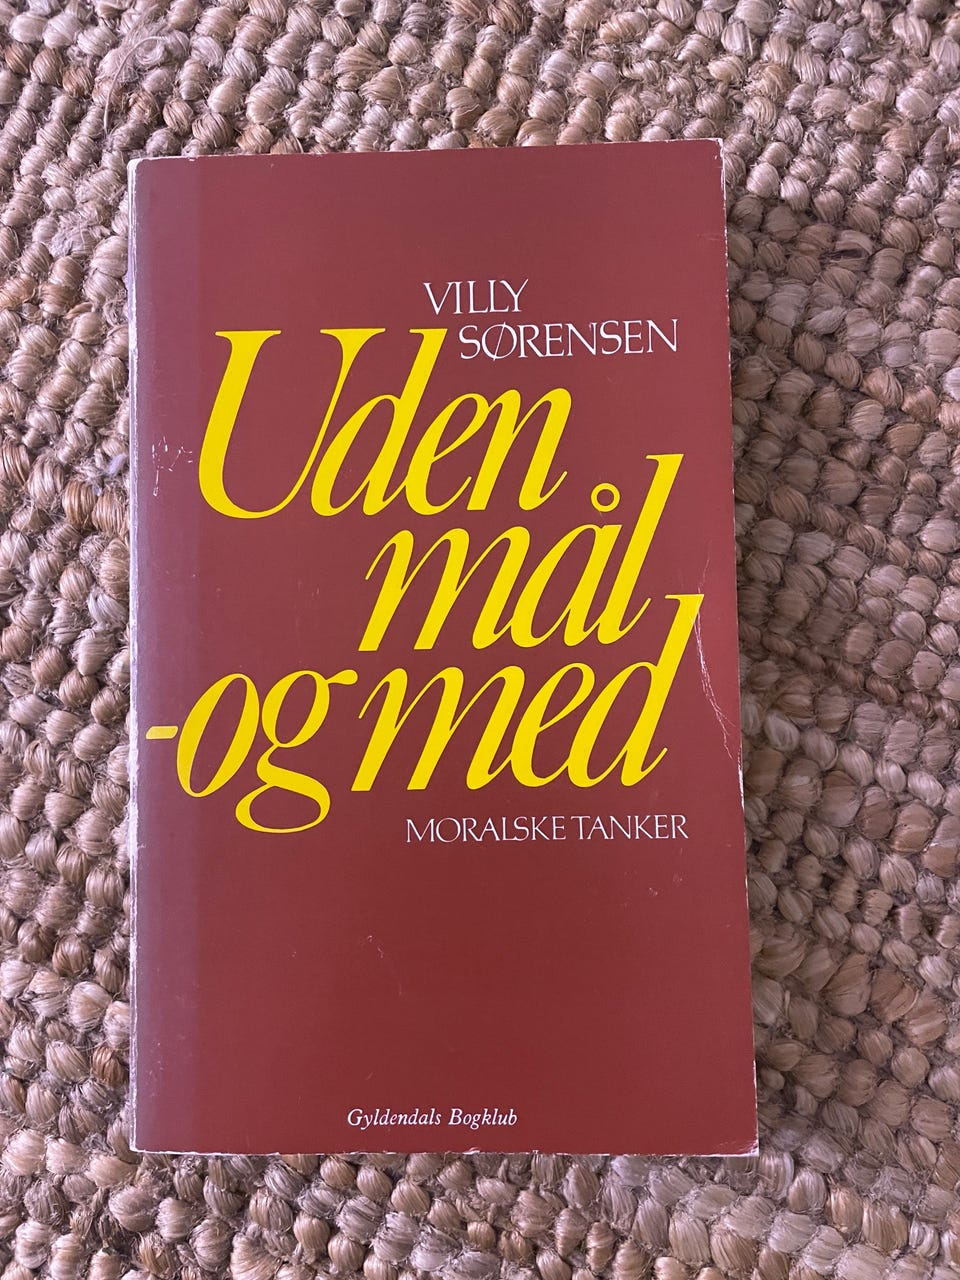 VILLY
SØRENSEN
Uden
mål
-og med
MORALSKE TANKER
Gyldendals Bogklub